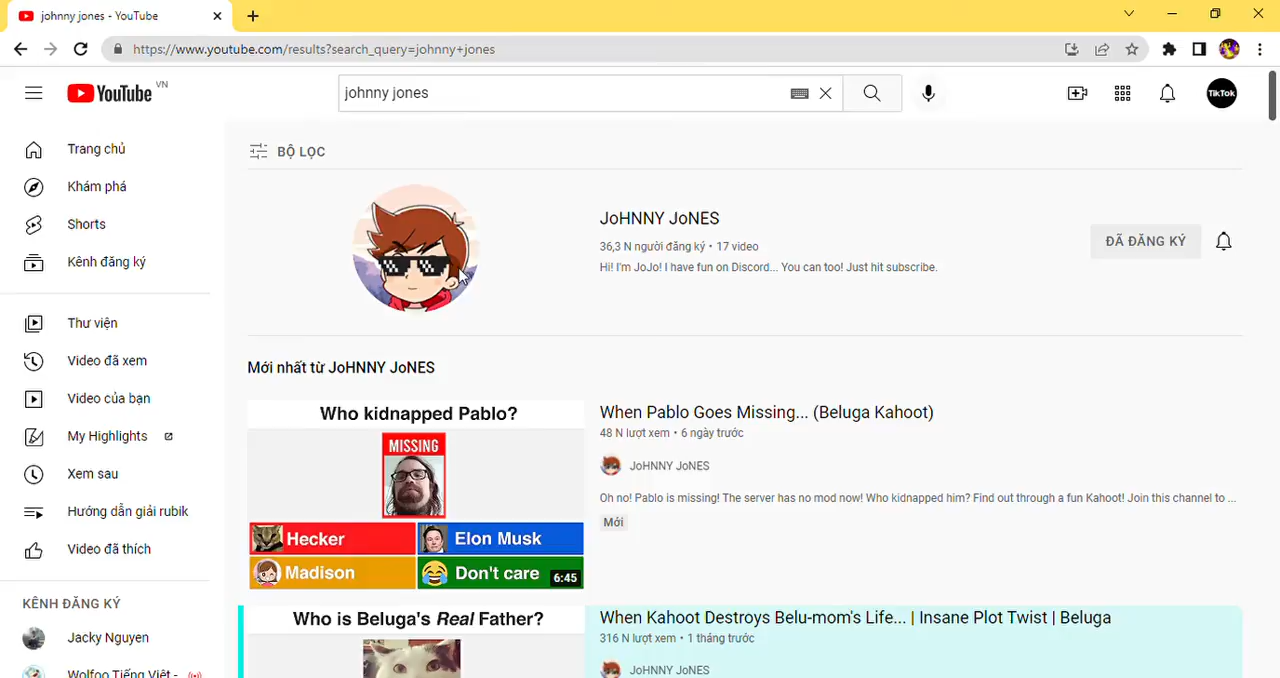 johnny jones - YouTube
https://www.youtube.com/results?search_query=johnny+jones
YouTube VN
johnny jones
TikTok
Trang chủ
Khám phá
Shorts
Kênh đăng ký
Thư viện
Video đã xem
Video của bạn
My Highlights
Xem sau
Hướng dẫn giải rubik
Video đã thích
KÊNH ĐĂNG KÝ
Jacky Nguyen
Wolfoo Tiếng Việt -
BỘ LỌC
JoHNNY JoNES
36,3 N người đăng ký • 17 video
Hi! I'm JoJo! I have fun on Discord... You can too! Just hit subscribe.
ĐÃ ĐĂNG KÝ
Mới nhất từ JoHNNY JoNES
Who kidnapped Pablo?
MISSING
Hecker
Elon Musk
Madison
Don't care
6:45
When Pablo Goes Missing... (Beluga Kahoot)
48 N lượt xem • 6 ngày trước
JoHNNY JoNES
Oh no! Pablo is missing! The server has no mod now! Who kidnapped him? Find out through a fun Kahoot! Join this channel to ...
Mới
Who is Beluga's Real Father?
When Kahoot Destroys Belu-mom's Life... | Insane Plot Twist | Beluga
316 N lượt xem • 1 tháng trước
JoHNNY JoNES